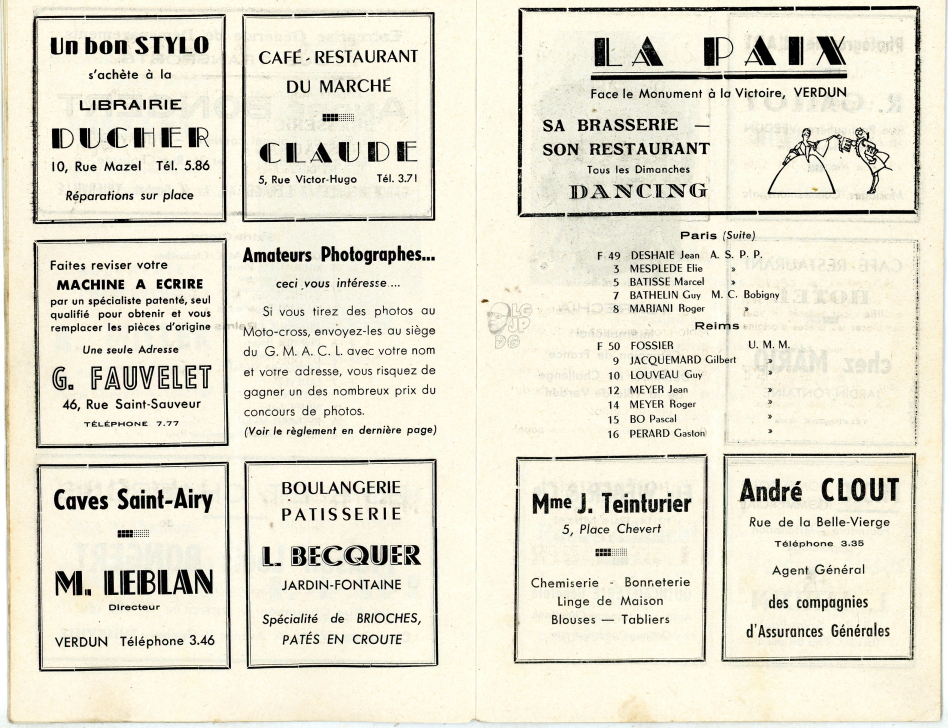 Un bon STYLO
s'achète à la
LIBRAIRIE
DUCHER
10, Rue Mazel Tél. 5.86
Réparations sur place
CAFÉ - RESTAURANT
DU MARCHÉ
CLAUDE
5, Rue Victor-Hugo Tél. 3.71
Faites reviser votre
MACHINE A ECRIRE
par un spécialiste patenté, seul
qualifié pour obtenir et vous
remplacer les pièces d'origine
Une seule Adresse
G. FAUVELET
46, Rue Saint-Sauveur
TÉLÉPHONE 7.77
Amateurs Photographes...
ceci vous intéresse....
Si vous tirez des photos au
Moto-cross, envoyez-les au siège
du G. M. A. C. L. avec votre nom
et votre adresse, vous risquez de
gagner un des nombreux prix du
concours de photos.
(Voir le règlement en dernière page)
Caves Saint-Airy
M. LEBLAN
Directeur
VERDUN Téléphone 3.46
BOULANGERIE
PATISSERIE
L. BECQUER
JARDIN-FONTAINE
Spécialité de BRIOCHES,
PATÉS EN CROUTE
LA PAIX
Face le Monument à la Victoire, VERDUN
SA BRASSERIE —
SON RESTAURANT
Tous les Dimanches
DANCING
Paris (Suite)
F 49 DESHAIE Jean A. S. P. P.
3 MESPLEDE Elie »
5 BATISSE Marcel »
7 BATHELIN Guy M. C. Bobigny
8 MARIANI Roger »
Reims
F 50 FOSSIER U. M. M.
9 JACQUEMARD Gilbert »
10 LOUVEAU Guy »
12 MEYER Jean »
14 MEYER Roger »
15 BO Pascal »
16 PERARD Gaston »
Mme J. Teinturier
5, Place Chevert
Chemiserie - Bonneterie
Linge de Maison
Blouses — Tabliers
André CLOUT
Rue de la Belle-Vierge
Téléphone 3.35
Agent Général
des compagnies
d'Assurances Générales